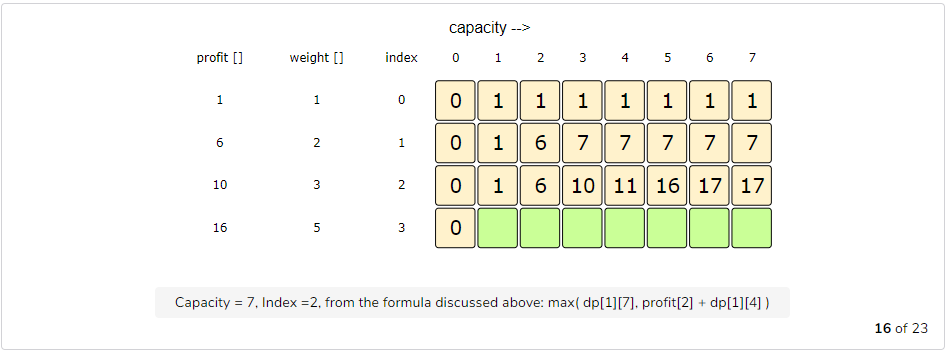 capacity -->
profit [] weight [] index 0 1 2 3 4 5 6 7
1 1 0 0 1 1 1 1 1 1 1
6 2 1 0 1 6 7 7 7 7 7
10 3 2 0 1 6 10 11 16 17 17
16 5 3 0
Capacity = 7, Index =2, from the formula discussed above: max( dp[1][7], profit[2] + dp[1][4] )
16 of 23